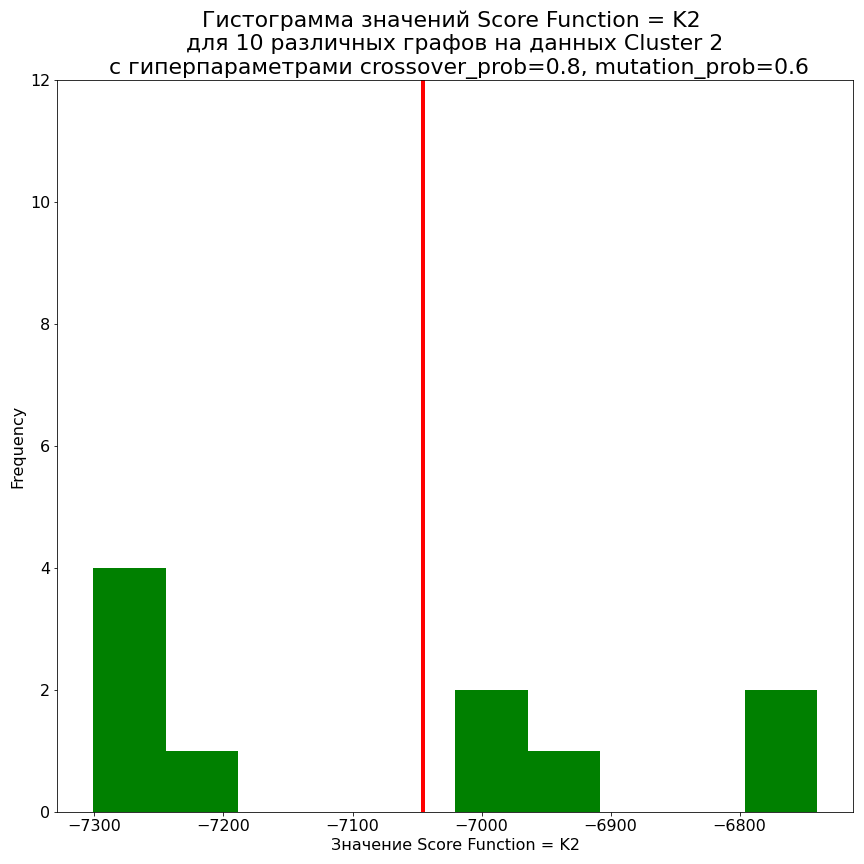 Гистограмма значений Score Function = K2
для 10 различных графов на данных Cluster 2
с гиперпараметрами crossover_prob=0.8, mutation_prob=0.6
12
10
8
6
4
2
0
Frequency
−7300 −7200 −7100 −7000 −6900 −6800
Значение Score Function = K2